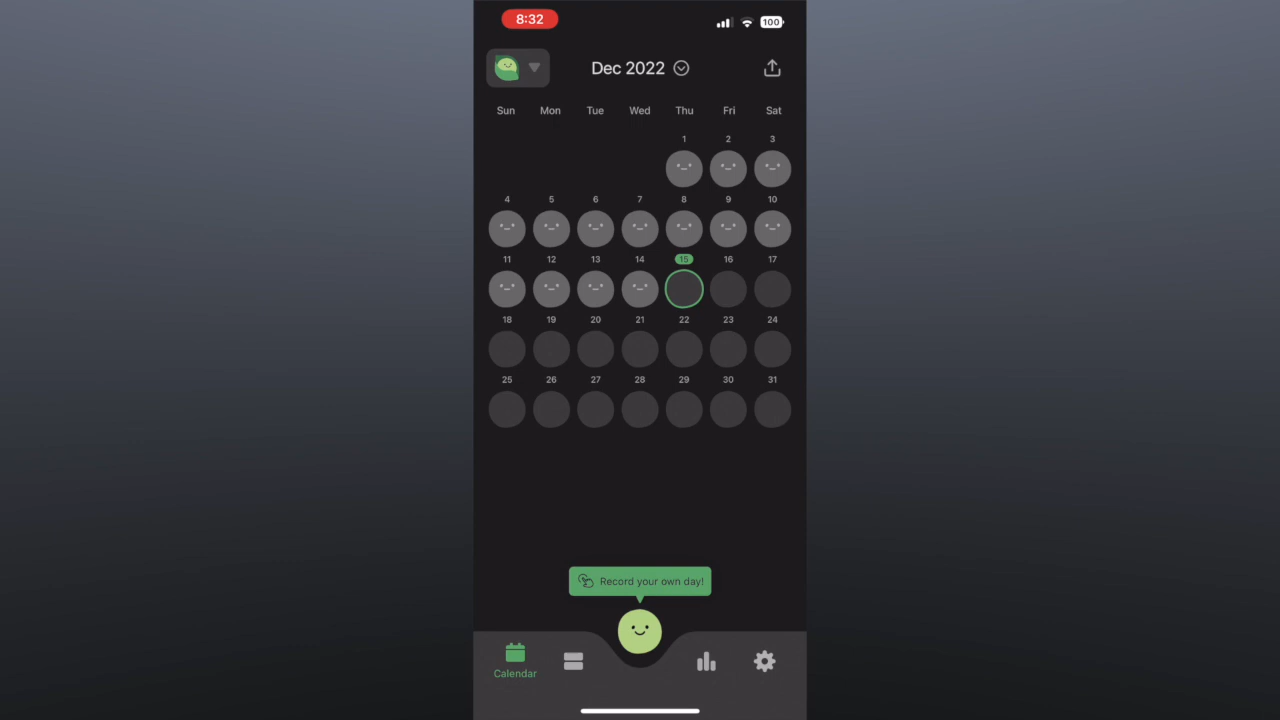 8:32
100
Dec 2022
Sun Mon Tue Wed Thu Fri Sat
1 2 3
4 5 6 7 8 9 10
11 12 13 14 15 16 17
18 19 20 21 22 23 24
25 26 27 28 29 30 31
Record your own day!
Calendar